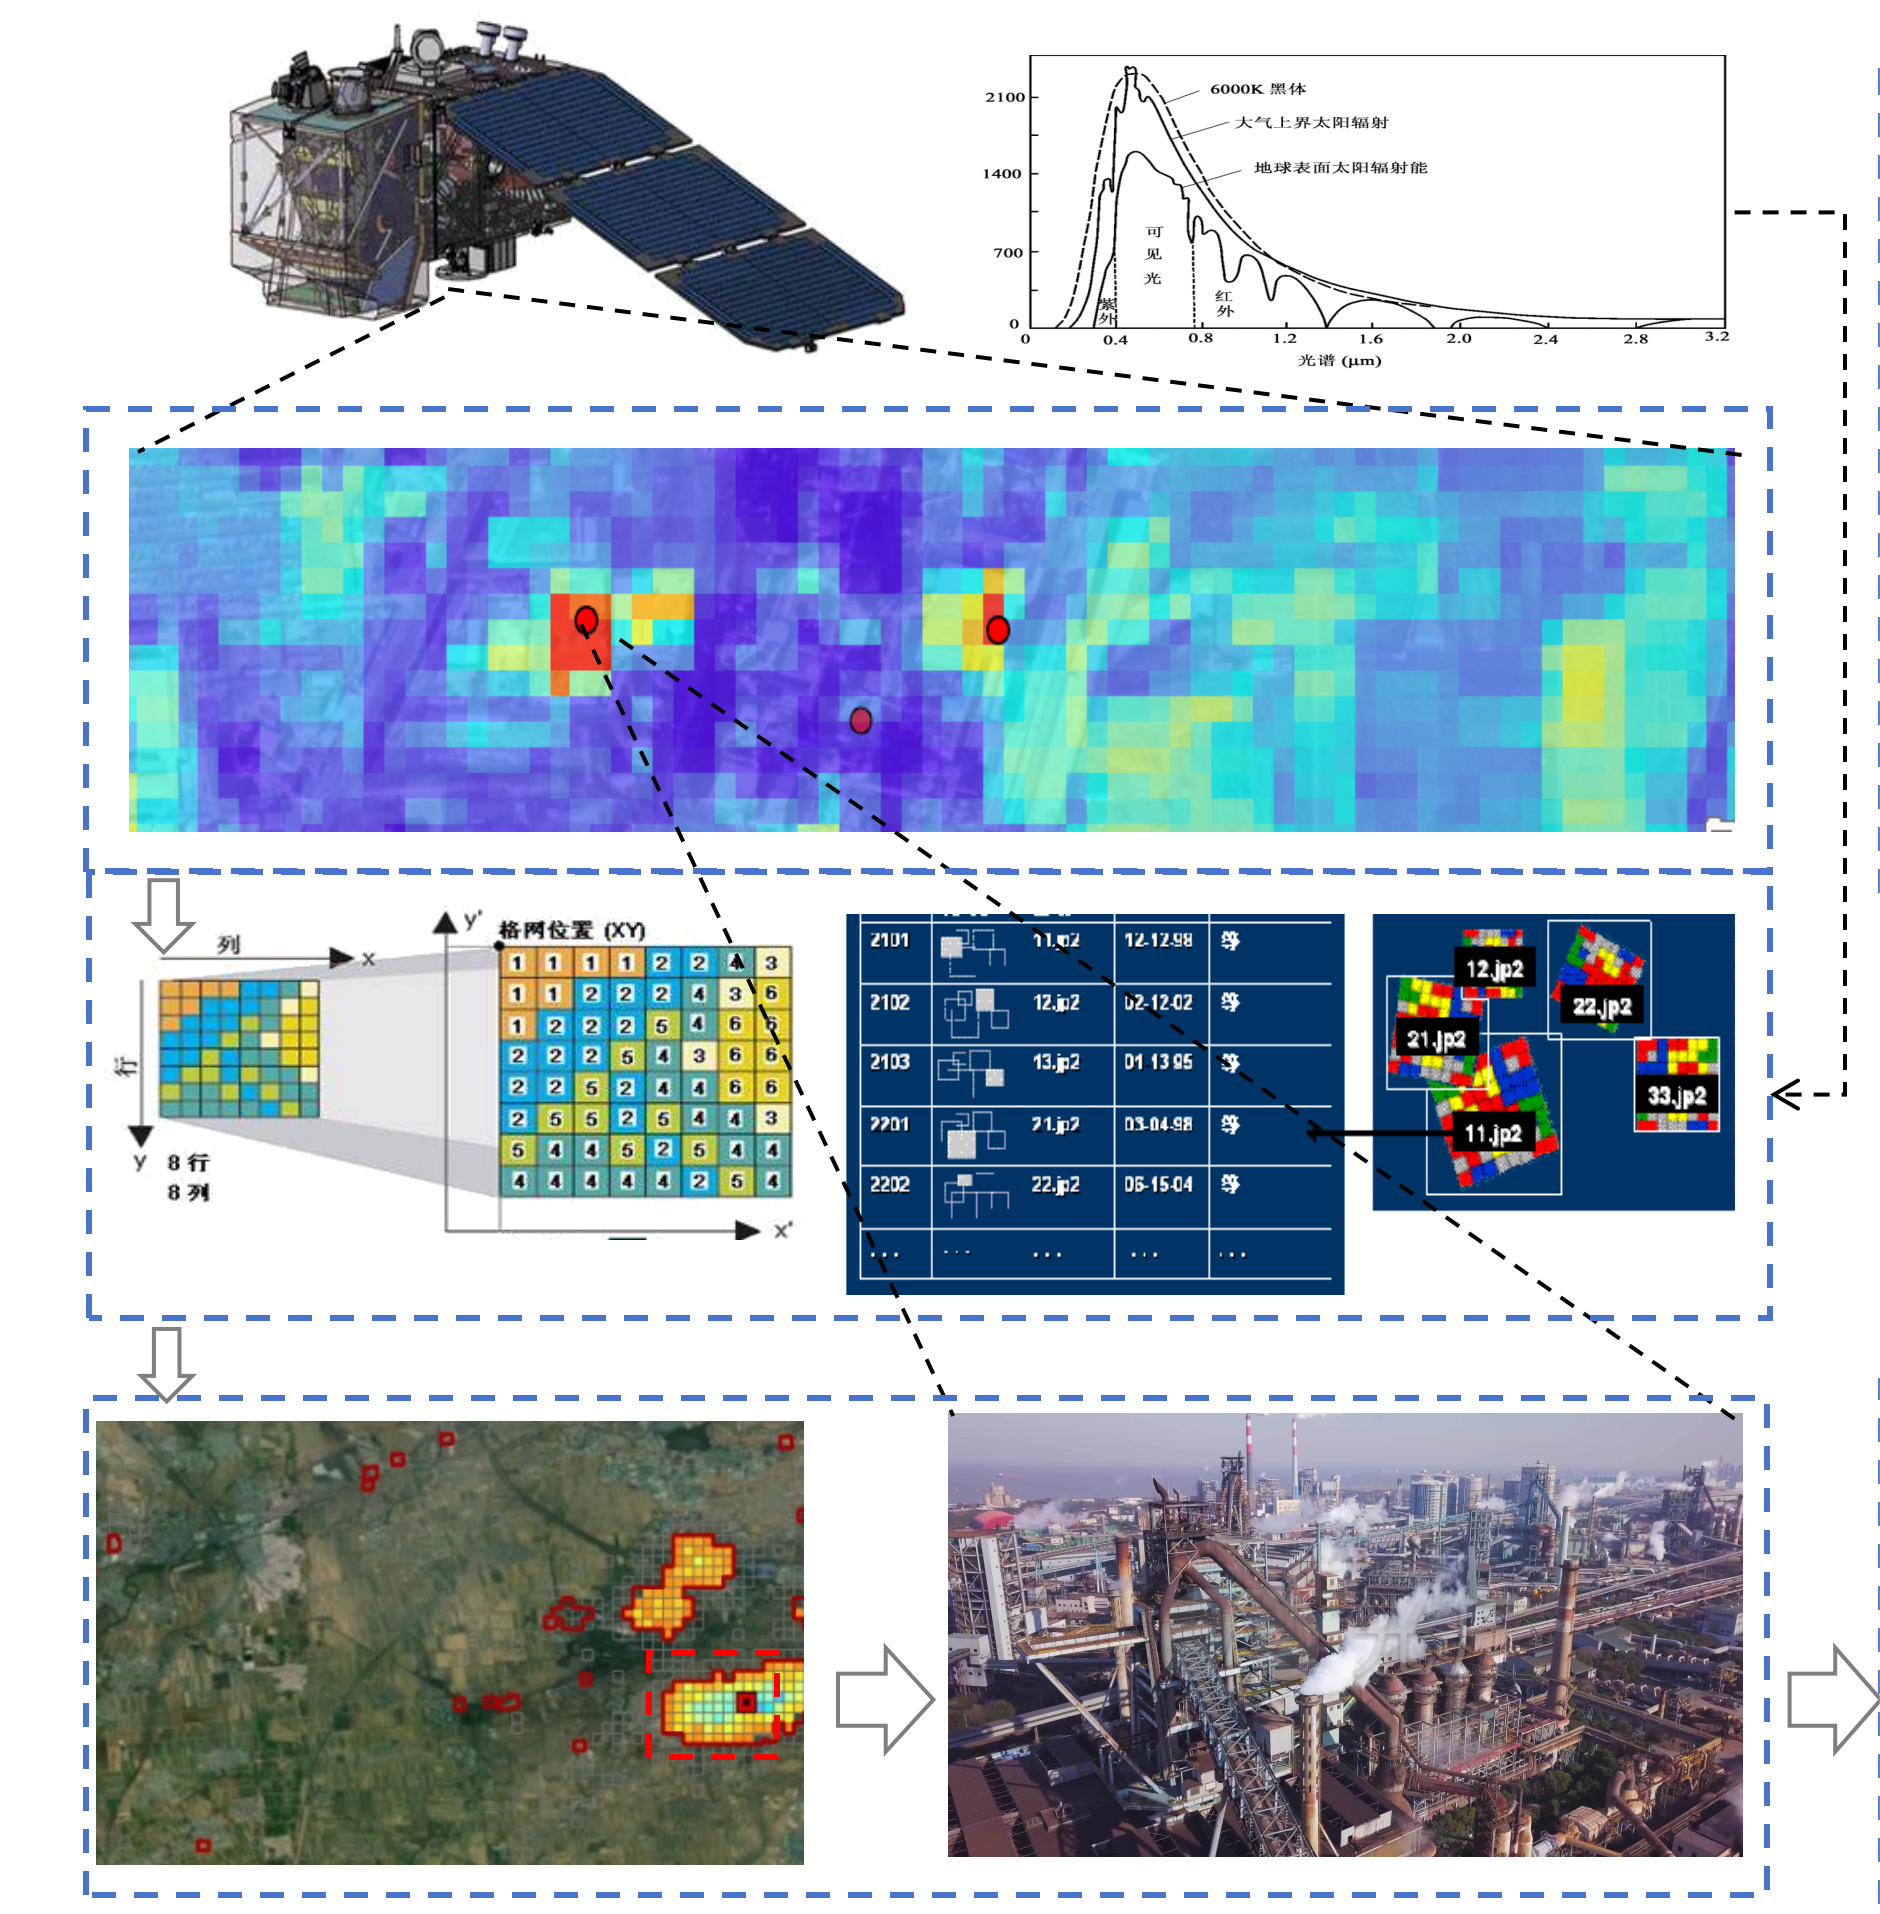 2100
1400
700
0
6000K 黑体
大气上界太阳辐射
地球表面太阳辐射能
可见光
紫外
红外
0 0.4 0.8 1.2 1.6 2.0 2.4 2.8 3.2
光谱 (μm)
列
x
行
y
8 行
8 列
y'
格网位置 (XY)
x'
1 1 1 1 2 2 4 3
1 1 2 2 2 4 3 6
1 2 2 2 5 4 6 6
2 2 2 5 4 3 6 6
2 2 5 2 4 4 6 6
2 5 5 2 5 4 4 3
5 4 4 5 2 5 4 4
4 4 4 4 4 2 5 4
2101 11.jp2 12-12-98 等
2102 12.jp2 02-12-02 等
2103 13.jp2 01-13 95 等
2201 21.jp2 03-04-98 等
2202 22.jp2 06-15-04 等
... ... ... ... ...
12.jp2
22.jp2
21.jp2
33.jp2
11.jp2